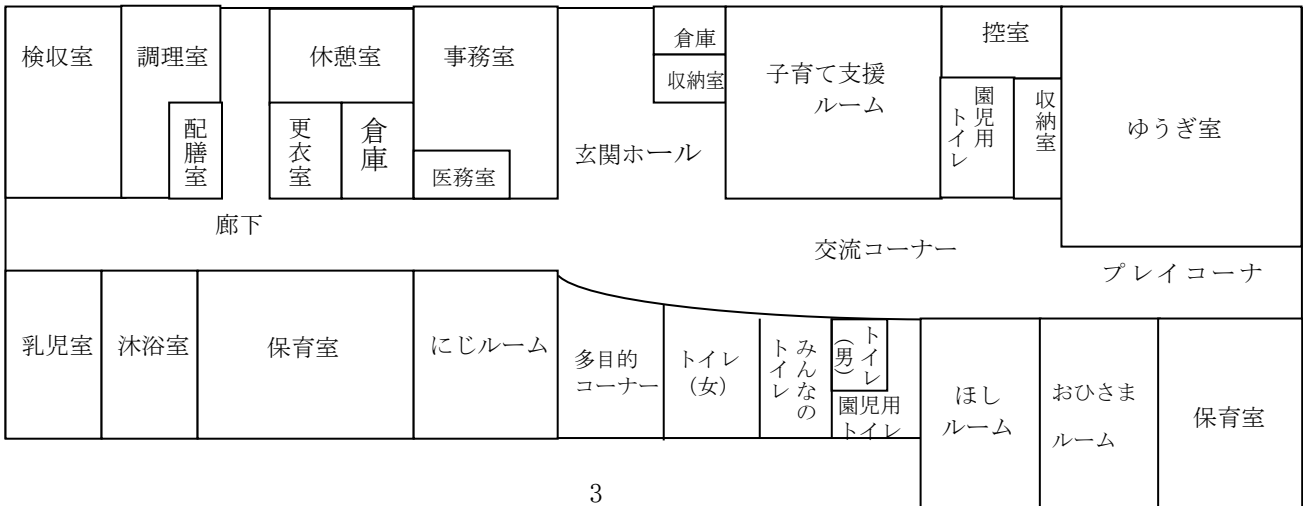 検収室
調理室
配膳室
休憩室
更衣室
倉庫
事務室
医務室
玄関ホール
倉庫
収納室
子育て支援
ルーム
控室
園児用
トイレ
収納室
ゆうぎ室
廊下
交流コーナー
プレイコーナ
乳児室
沐浴室
保育室
にじルーム
多目的
コーナー
トイレ
（女）
みんなの
トイレ
トイレ
（男）
園児用
トイレ
ほし
ルーム
おひさま
ルーム
保育室
3